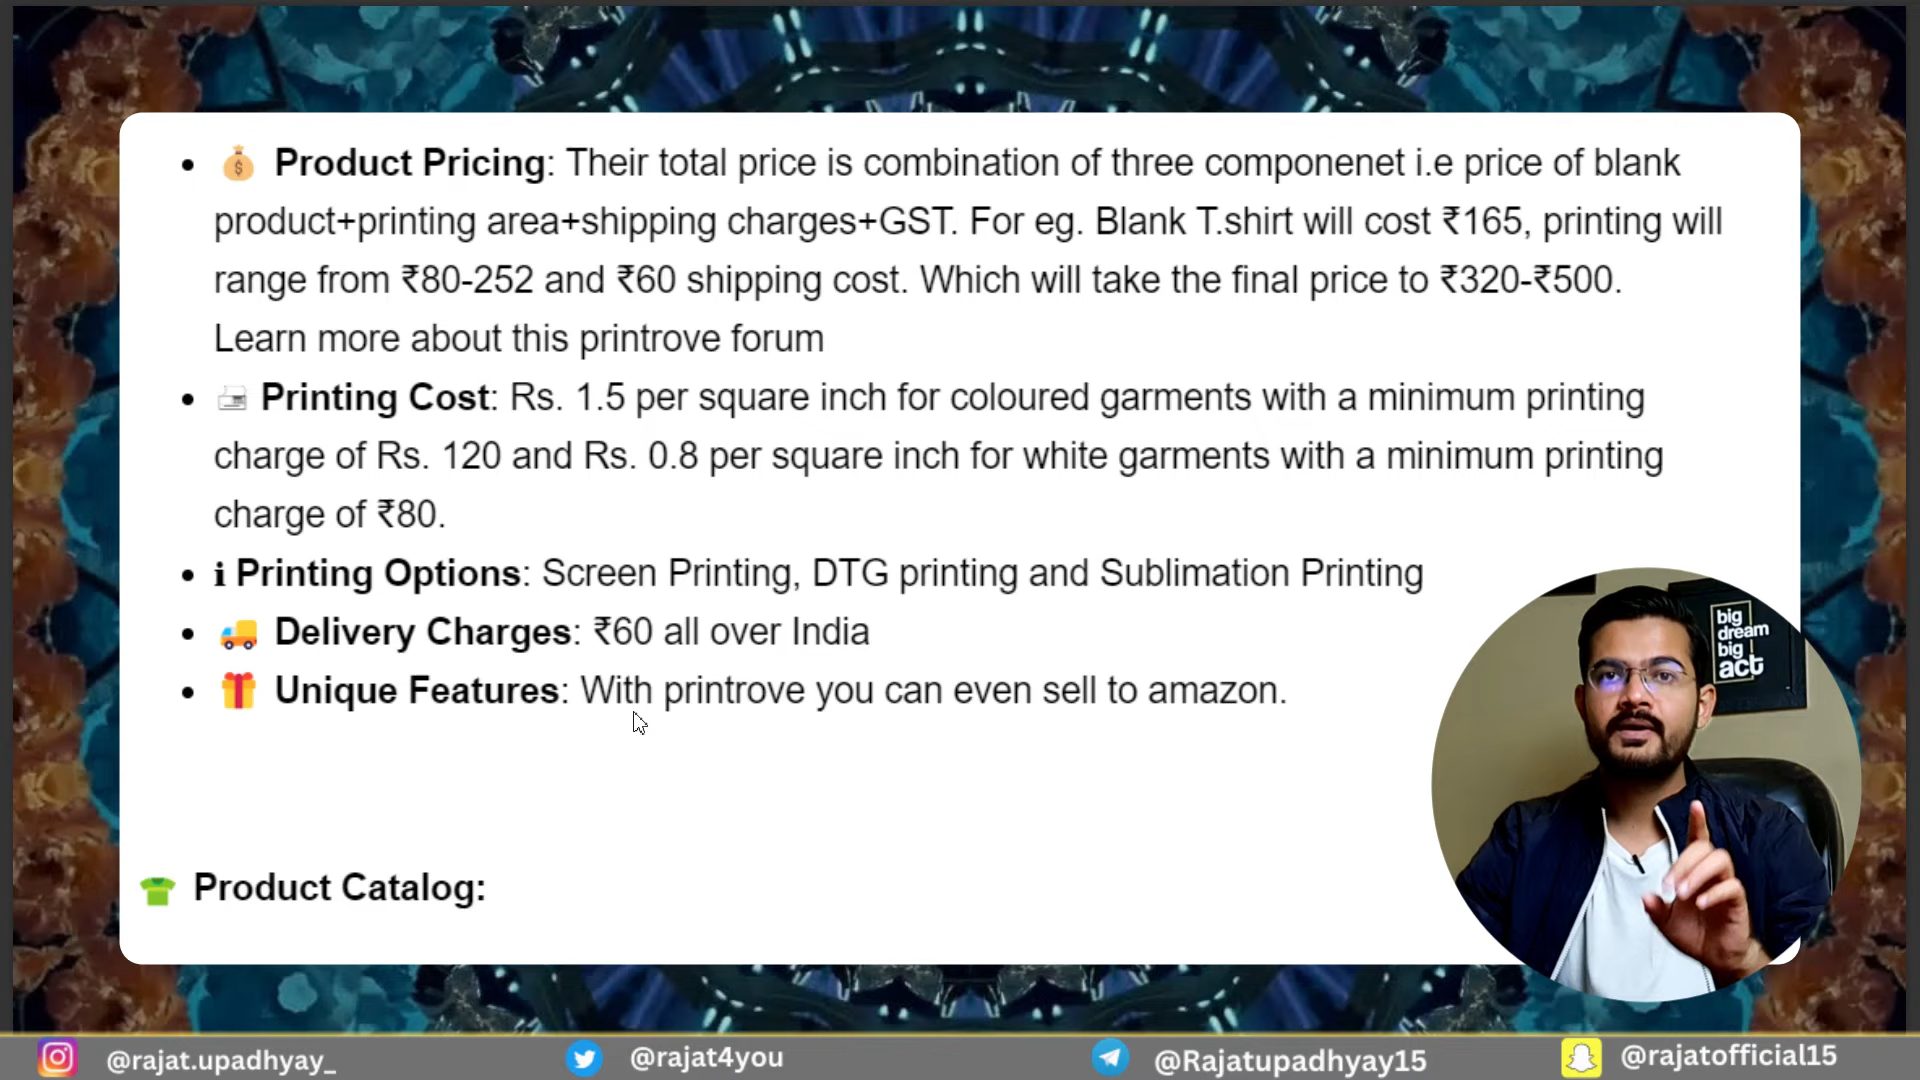 • 💰 Product Pricing: Their total price is combination of three componenet i.e price of blank
product+printing area+shipping charges+GST. For eg. Blank T.shirt will cost ₹165, printing will
range from ₹80-252 and ₹60 shipping cost. Which will take the final price to ₹320-₹500.
Learn more about this printrove forum
• 🖨 Printing Cost: Rs. 1.5 per square inch for coloured garments with a minimum printing
charge of Rs. 120 and Rs. 0.8 per square inch for white garments with a minimum printing
charge of ₹80.
• ℹ Printing Options: Screen Printing, DTG printing and Sublimation Printing
• 🚚 Delivery Charges: ₹60 all over India
• 🎁 Unique Features: With printrove you can even sell to amazon.
big
dream
big
act
👕 Product Catalog:
@rajat.upadhyay_ @rajat4you @Rajatupadhyay15 @rajatofficial15